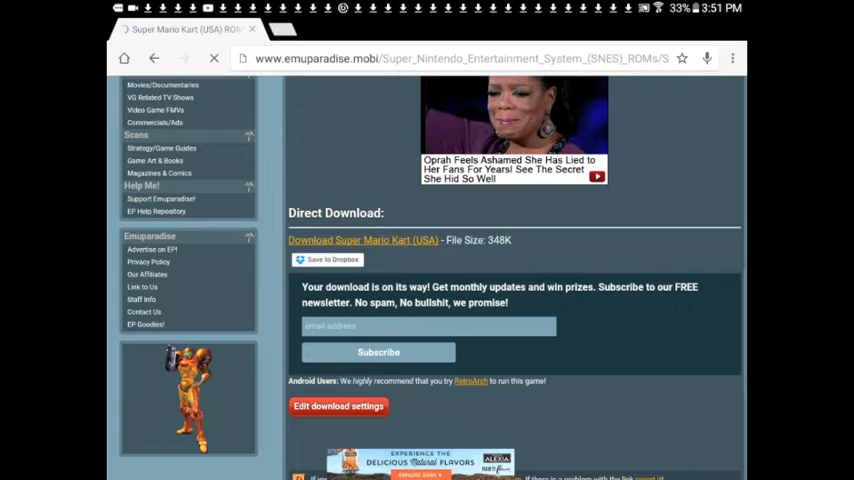 33% 3:51 PM
Super Mario Kart (USA) ROM
www.emuparadise.mobi/Super_Nintendo_Entertainment_System_(SNES)_ROMs/S
Movies/Documentaries
VG Related TV Shows
Video Game FMVs
Commercials/Ads
Scans
Strategy/Game Guides
Game Art & Books
Magazines & Comics
Help Me!
Support Emuparadise!
EP Help Repository
Emuparadise
Advertise on EP!
Privacy Policy
Our Affiliates
Link to Us
Staff Info
Contact Us
EP Goodies!
Oprah Feels Ashamed She Has Lied to
Her Fans For Years! See The Secret
She Hid So Well
Direct Download:
Download Super Mario Kart (USA) - File Size: 348K
Save to Dropbox
Your download is on its way! Get monthly updates and win prizes. Subscribe to our FREE
newsletter. No spam, No bullshit, we promise!
email address
Subscribe
Android Users: We highly recommend that you try RetroArch to run this game!
Edit download settings
EXPERIENCE THE
DELICIOUS Natural FLAVORS
ALEXIA
If there is a problem with the link